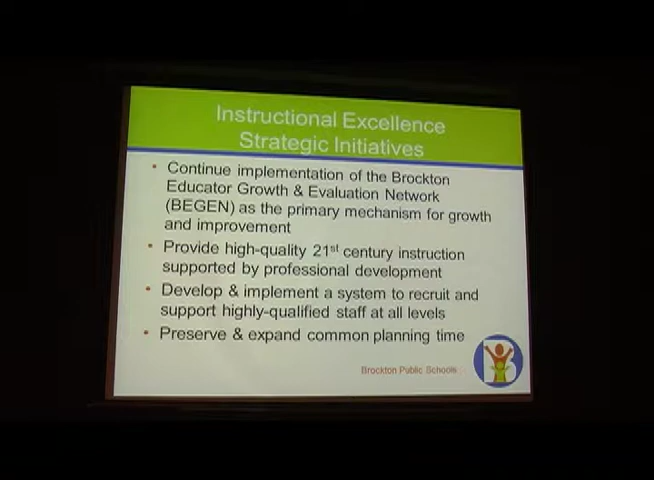 Instructional Excellence
Strategic Initiatives
• Continue implementation of the Brockton
Educator Growth & Evaluation Network
(BEGEN) as the primary mechanism for growth
and improvement
• Provide high-quality 21st century instruction
supported by professional development
• Develop & implement a system to recruit and
support highly-qualified staff at all levels
• Preserve & expand common planning time
Brockton Public Schools
B